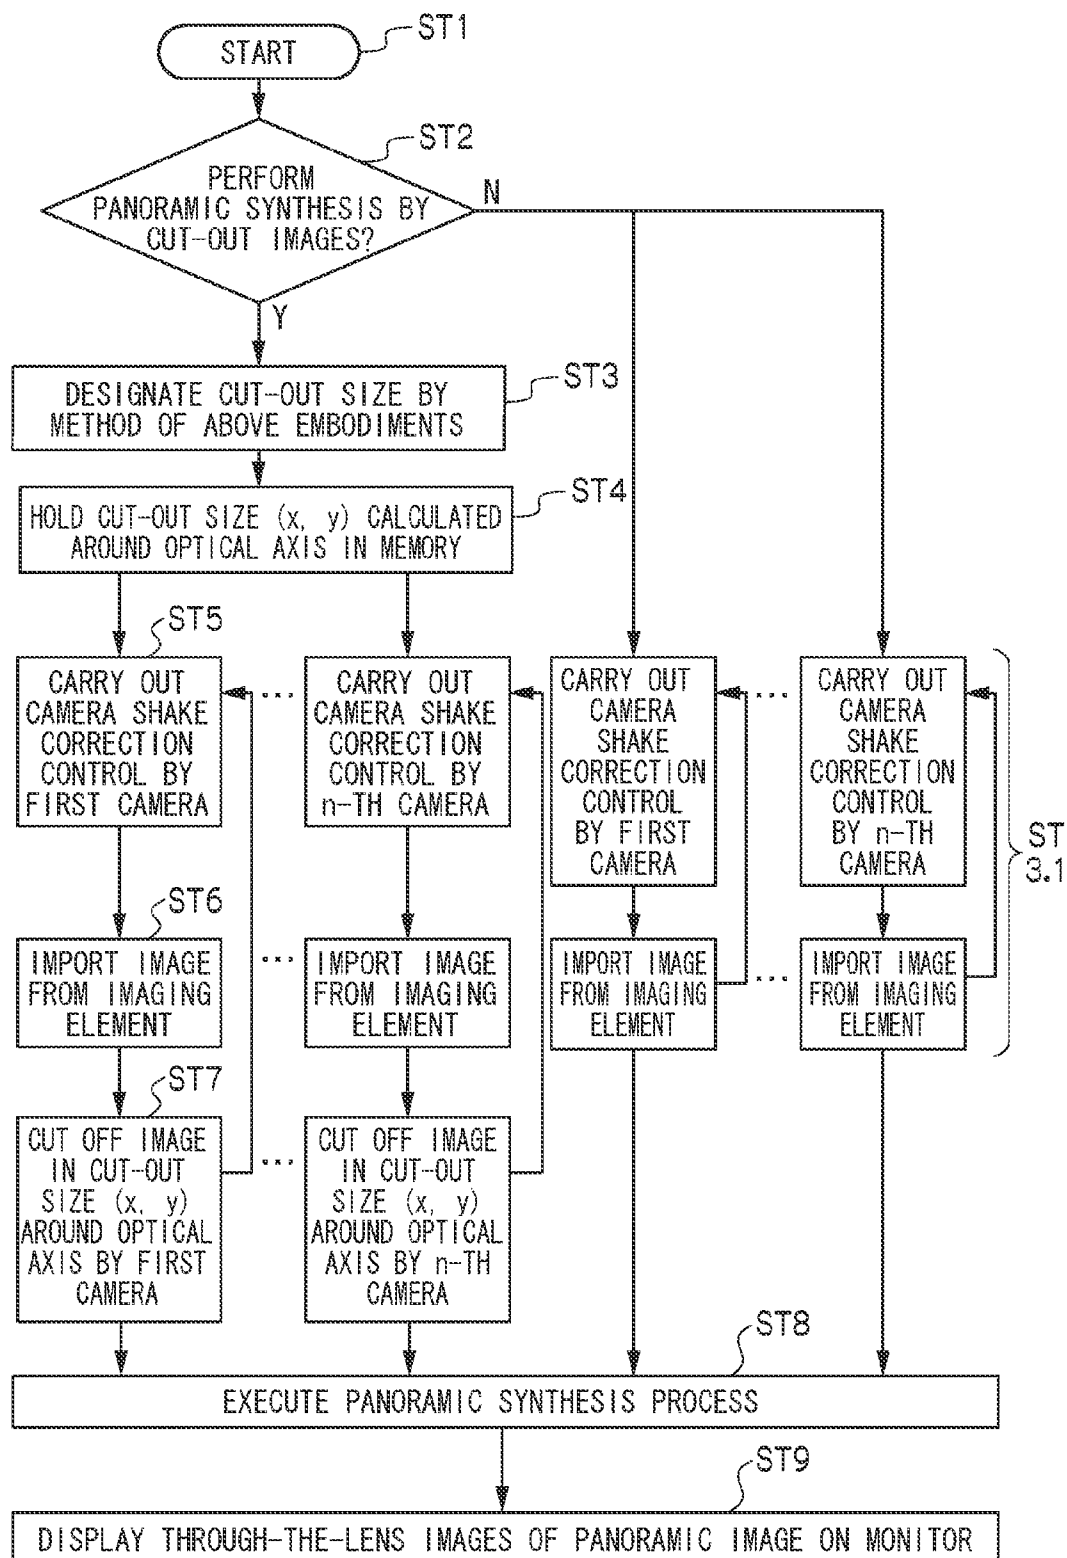 START
ST1
ST2
PERFORM
PANORAMIC SYNTHESIS BY
CUT-OUT IMAGES?
N
Y
DESIGNATE CUT-OUT SIZE BY
METHOD OF ABOVE EMBODIMENTS
ST3
HOLD CUT-OUT SIZE (x, y) CALCULATED
AROUND OPTICAL AXIS IN MEMORY
ST4
ST5
CARRY OUT
CAMERA SHAKE
CORRECTION
CONTROL BY
FIRST CAMERA
...
CARRY OUT
CAMERA SHAKE
CORRECTION
CONTROL BY
n-TH CAMERA
CARRY OUT
CAMERA
SHAKE
CORRECTION
CONTROL
BY FIRST
CAMERA
...
CARRY OUT
CAMERA
SHAKE
CORRECTION
CONTROL
BY n-TH
CAMERA
ST
3.1
ST6
IMPORT IMAGE
FROM IMAGING
ELEMENT
...
IMPORT IMAGE
FROM IMAGING
ELEMENT
IMPORT IMAGE
FROM IMAGING
ELEMENT
...
IMPORT IMAGE
FROM IMAGING
ELEMENT
ST7
CUT OFF IMAGE
IN CUT-OUT
SIZE (x, y)
AROUND OPTICAL
AXIS BY FIRST
CAMERA
...
CUT OFF IMAGE
IN CUT-OUT
SIZE (x, y)
AROUND OPTICAL
AXIS BY n-TH
CAMERA
ST8
EXECUTE PANORAMIC SYNTHESIS PROCESS
ST9
DISPLAY THROUGH-THE-LENS IMAGES OF PANORAMIC IMAGE ON MONITOR